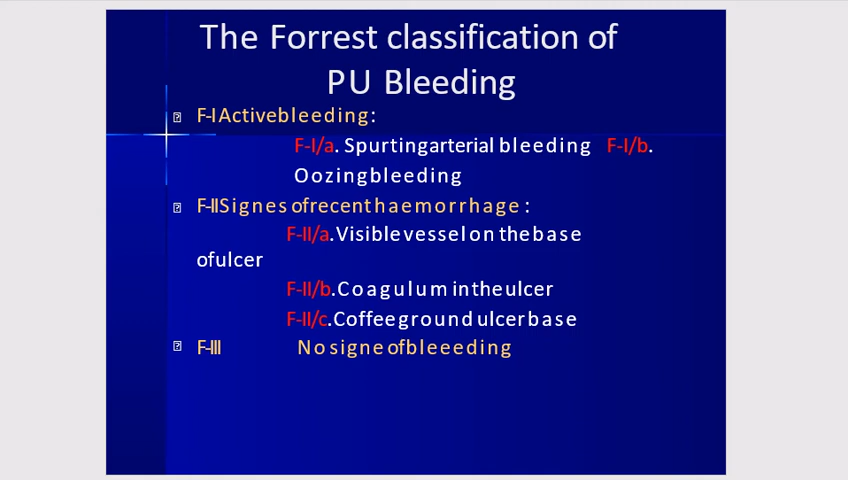 The Forrest classification of
PU Bleeding
F-I Active bleeding:
F-I/a. Spurting arterial bleeding F-I/b.
Oozing bleeding
F-II Signes of recent haemorrhage :
F-II/a. Visible vessel on the base
of ulcer
F-II/b. Coagulum in the ulcer
F-II/c. Coffee ground ulcer base
F-III No signe of bleeeding